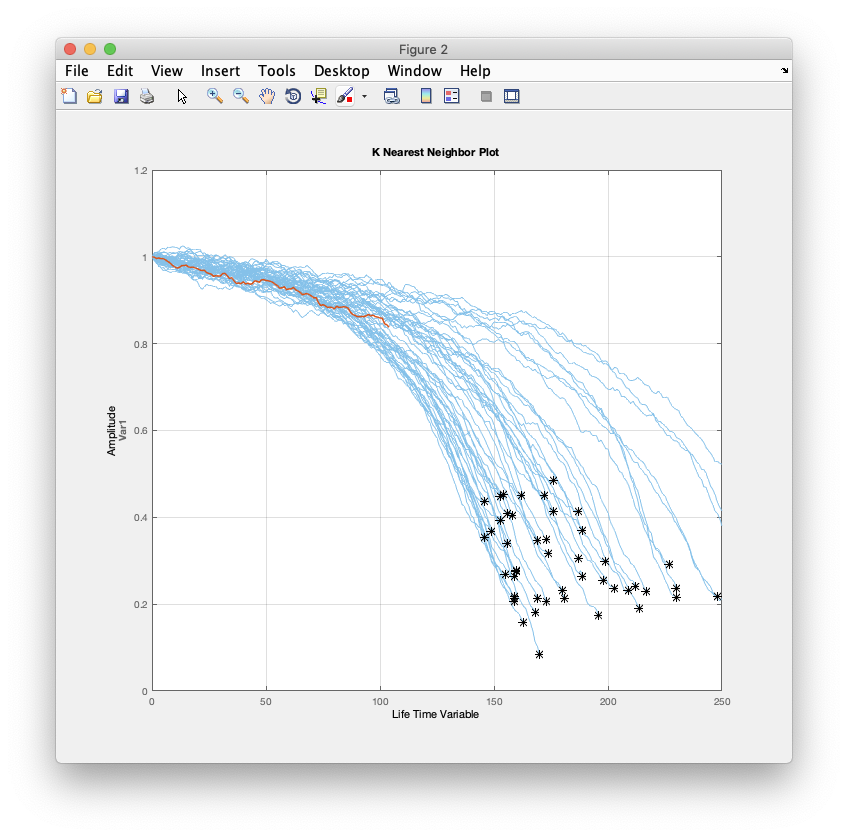 Figure 2
File Edit View Insert Tools Desktop Window Help
K Nearest Neighbor Plot
1.2
1
0.8
0.6
0.4
0.2
0
Amplitude
Var1
0 50 100 150 200 250
Life Time Variable